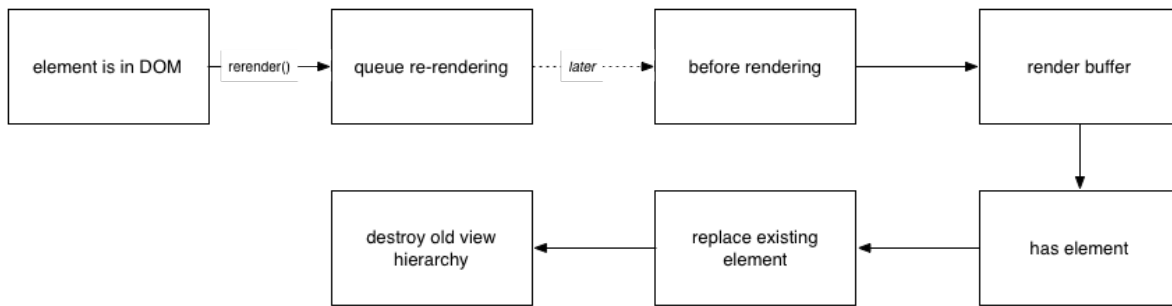 element is in DOM
rerender()
queue re-rendering
later
before rendering
render buffer
destroy old view
hierarchy
replace existing
element
has element